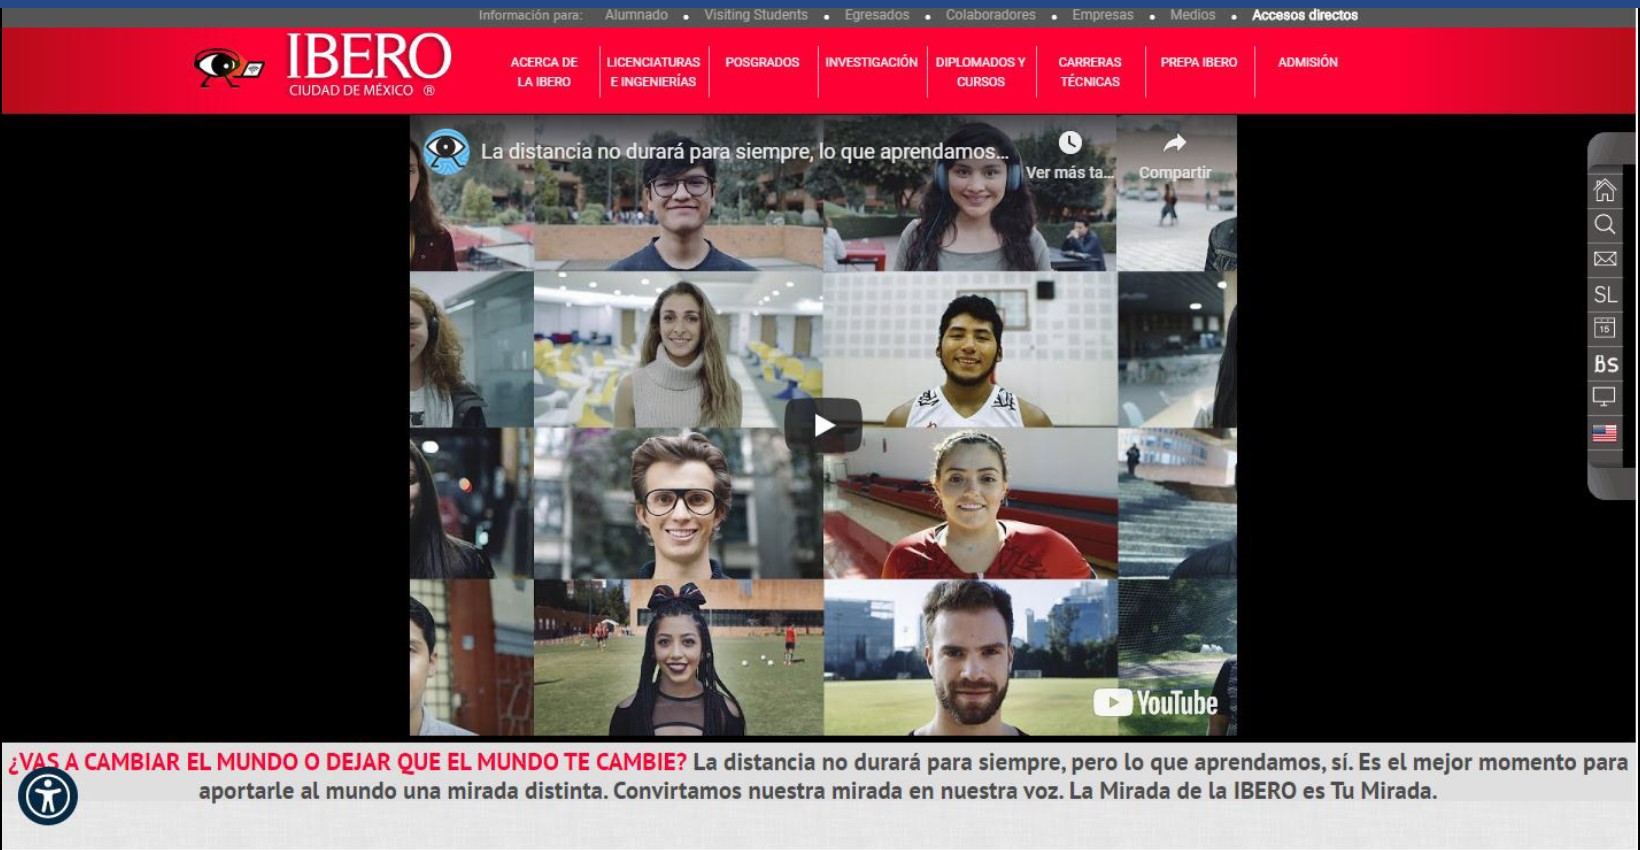 Información para: Alumnado • Visiting Students • Egresados • Colaboradores • Empresas • Medios • Accesos directos
IBERO
CIUDAD DE MÉXICO ®
ACERCA DE
LA IBERO
LICENCIATURAS
E INGENIERÍAS
POSGRADOS
INVESTIGACIÓN
DIPLOMADOS Y
CURSOS
CARRERAS
TÉCNICAS
PREPA IBERO
ADMISIÓN
La distancia no durará para siempre, lo que aprendamos...
Ver más ta...
Compartir
SL
15
BS
YouTube
¿VAS A CAMBIAR EL MUNDO O DEJAR QUE EL MUNDO TE CAMBIE? La distancia no durará para siempre, pero lo que aprendamos, sí. Es el mejor momento para
aportarle al mundo una mirada distinta. Convirtamos nuestra mirada en nuestra voz. La Mirada de la IBERO es Tu Mirada.